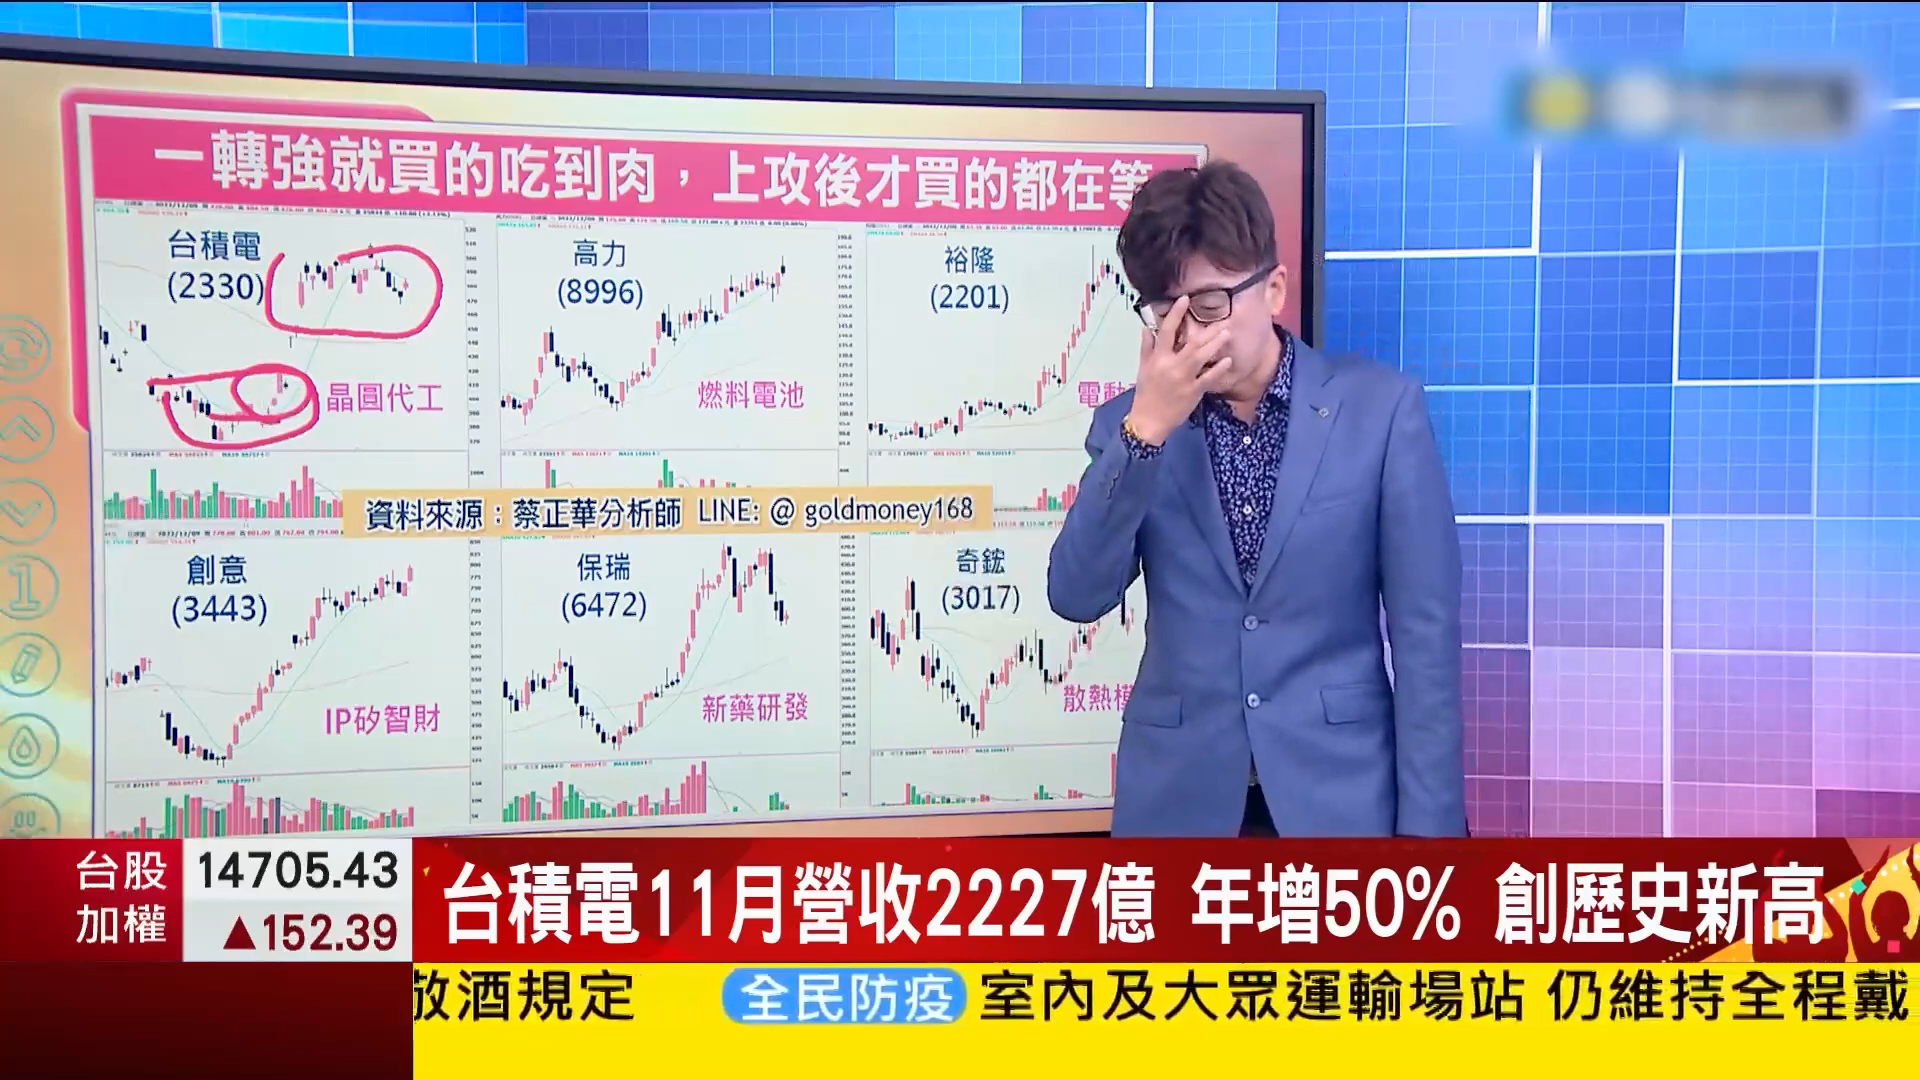 一轉強就買的吃到肉，上攻後才買的都在等
台積電
(2330)
晶圓代工
高力
(8996)
燃料電池
裕隆
(2201)
電動
資料來源：蔡正華分析師 LINE: @ goldmoney168
創意
(3443)
IP矽智財
保瑞
(6472)
新藥研發
奇鋐
(3017)
散熱模
台股
加權
14705.43
▲152.39
台積電11月營收2227億 年增50% 創歷史新高
敬酒規定 全民防疫 室內及大眾運輸場站 仍維持全程戴